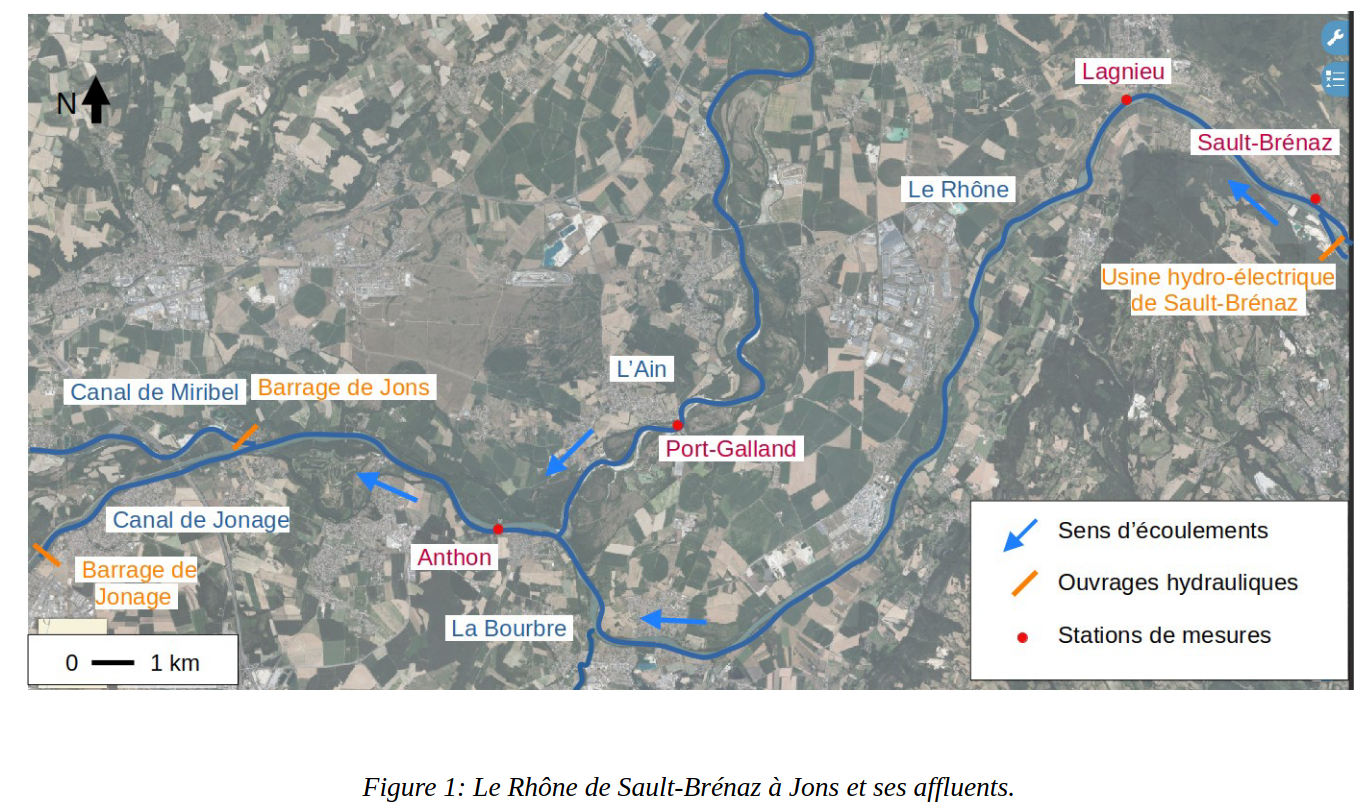 Lagnieu
N
Sault-Brénaz
Le Rhône
Usine hydro-électrique
de Sault-Brénaz
L’Ain
Canal de Miribel
Barrage de Jons
Port-Galland
Canal de Jonage
Anthon
Barrage de
Jonage
La Bourbre
Sens d’écoulements
Ouvrages hydrauliques
Stations de mesures
0 1 km
Figure 1: Le Rhône de Sault-Brénaz à Jons et ses affluents.